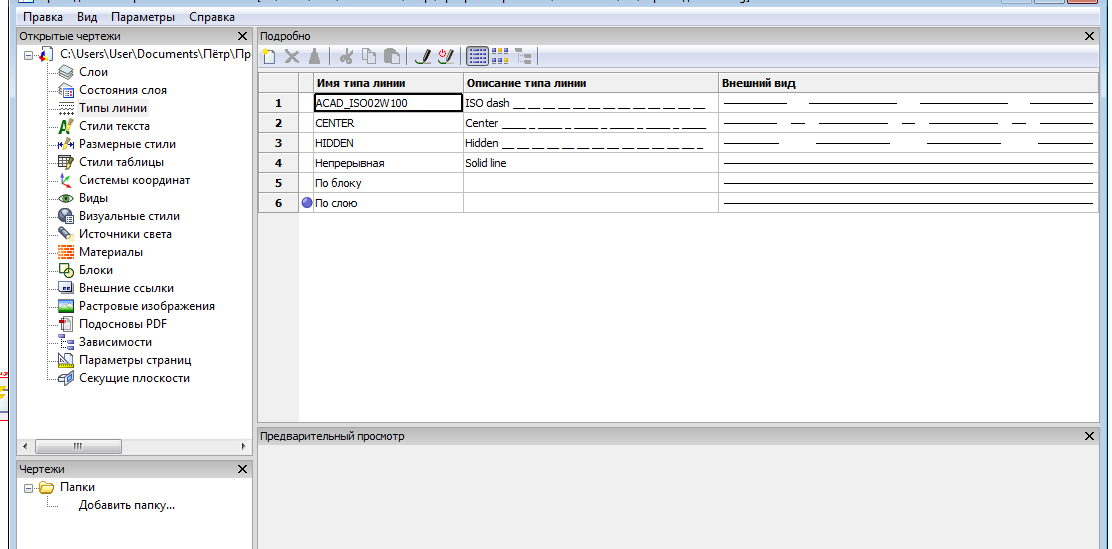 Правка Вид Параметры Справка
Открытые чертежи
C:\Users\User\Documents\Пётр\Пр
Слои
Состояния слоя
Типы линии
Стили текста
Размерные стили
Стили таблицы
Системы координат
Виды
Визуальные стили
Источники света
Материалы
Блоки
Внешние ссылки
Растровые изображения
Подосновы PDF
Зависимости
Параметры страниц
Секущие плоскости
Чертежи
Папки
Добавить папку...
Подробно
Имя типа линии Описание типа линии Внешний вид
1 ACAD_ISO02W100 ISO dash __ __ __ __ __ __ __ __ __ __ __ __ __
2 CENTER Center ____ _ ____ _ ____ _ ____ _ ____ _ ____
3 HIDDEN Hidden __ __ __ __ __ __ __ __ __ __ __ __ __ _
4 Непрерывная Solid line
5 По блоку
6 По слою
Предварительный просмотр